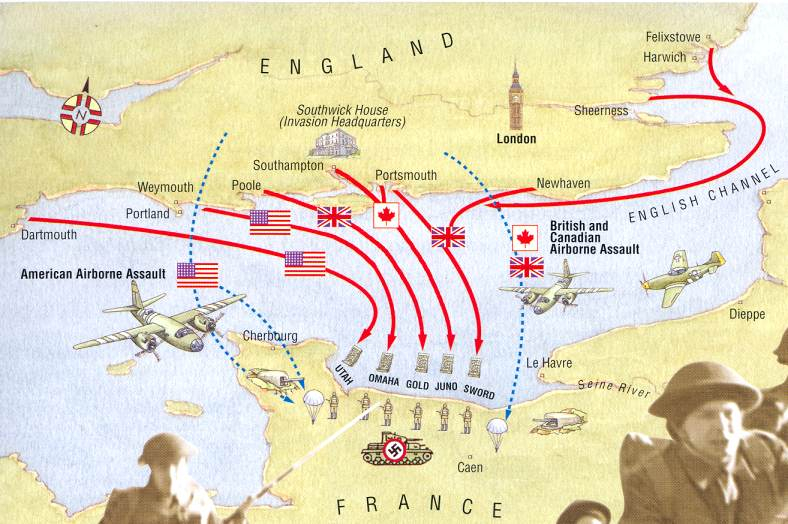 ENGLAND
Felixstowe
Harwich
Sheerness
Southwick House
(Invasion Headquarters)
London
N
Southampton
Portsmouth
Weymouth
Poole
Newhaven
Portland
ENGLISH CHANNEL
Dartmouth
British and
Canadian
Airborne Assault
American Airborne Assault
Dieppe
Cherbourg
Le Havre
UTAH
OMAHA
GOLD
JUNO
SWORD
Seine River
Caen
FRANCE